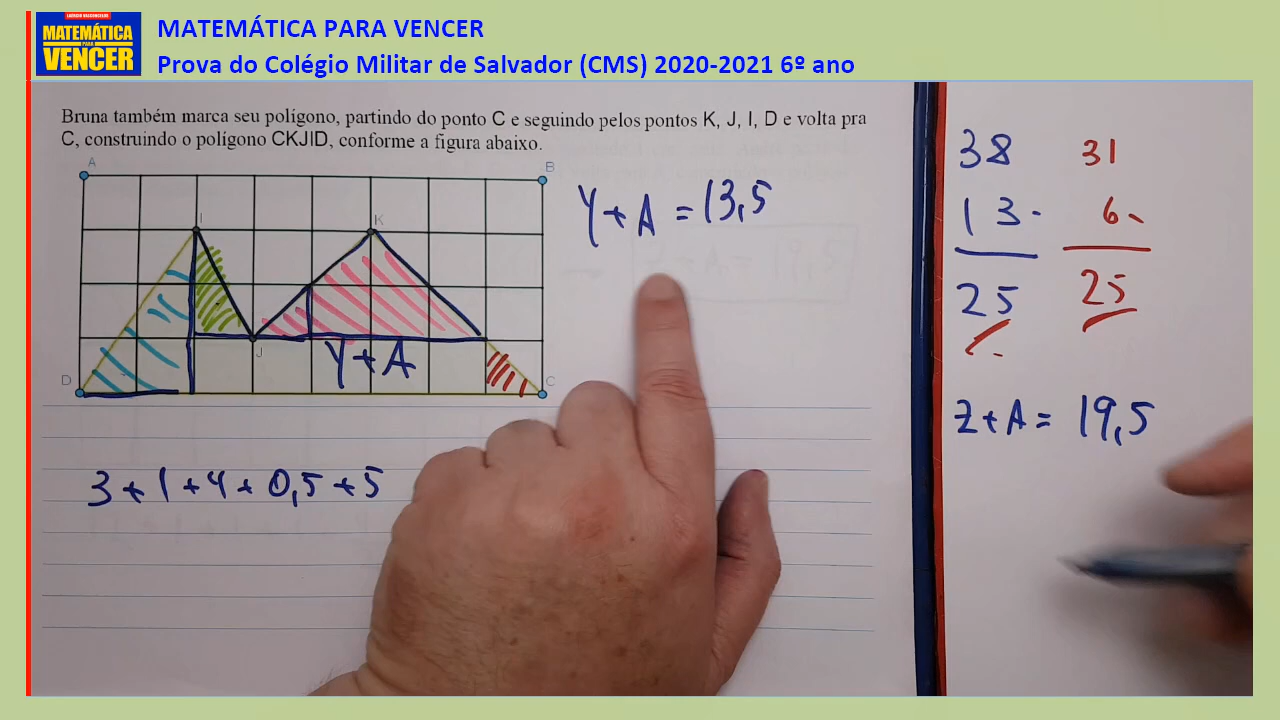 COLÉGIO VASCONCELOS
MATEMÁTICA
PARA
VENCER
MATEMÁTICA PARA VENCER
Prova do Colégio Militar de Salvador (CMS) 2020-2021 6º ano
Bruna também marca seu polígono, partindo do ponto C e seguindo pelos pontos K, J, I, D e volta pra
C, construindo o polígono CKJID, conforme a figura abaixo.
A
B
I
K
J
D
C
Y + A
Y + A = 13,5
3 + 1 + 4 + 0,5 + 5
38
13 -
25
31
6 -
25
Z + A = 19,5